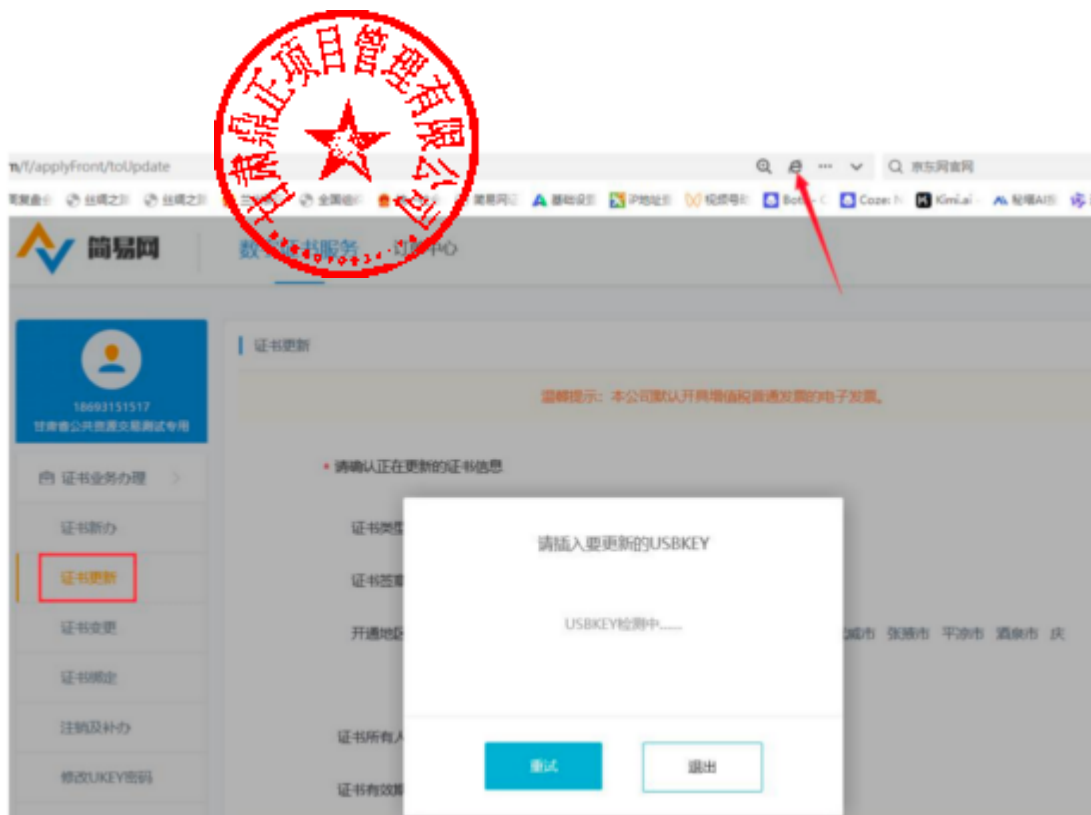 甘肃鼎正项目管理有限公司
n/f/applyFront/toUpdate
京东网官网
简易网
数字证书服务
订单中心
证书更新
18693151517
甘肃省公共资源交易测试专用
温馨提示：本公司默认开具增值税普通发票的电子发票。
* 请确认正在更新的证书信息
证书业务办理
证书新办
证书类型
请插入要更新的USBKEY
证书更新
证书签章
USBKEY检测中......
证书变更
开通地区
威市 张掖市 平凉市 酒泉市 庆
证书绑定
注销及补办
证书所有人
重试
退出
修改UKEY密码
证书有效期